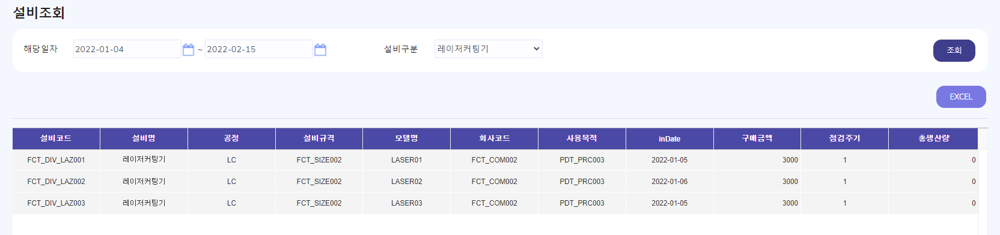 설비조회
해당일자 2022-01-04 ~ 2022-02-15 설비구분 레이저커팅기 조회
EXCEL
설비코드 설비명 공정 설비규격 모델명 회사코드 사용목적 inDate 구매금액 점검주기 총생산량
FCT_DIV_LAZ001 레이저커팅기 LC FCT_SIZE002 LASER01 FCT_COM002 PDT_PRC003 2022-01-05 3000 1 0
FCT_DIV_LAZ002 레이저커팅기 LC FCT_SIZE002 LASER02 FCT_COM002 PDT_PRC003 2022-01-06 3000 1 0
FCT_DIV_LAZ003 레이저커팅기 LC FCT_SIZE002 LASER03 FCT_COM002 PDT_PRC003 2022-01-05 3000 1 0